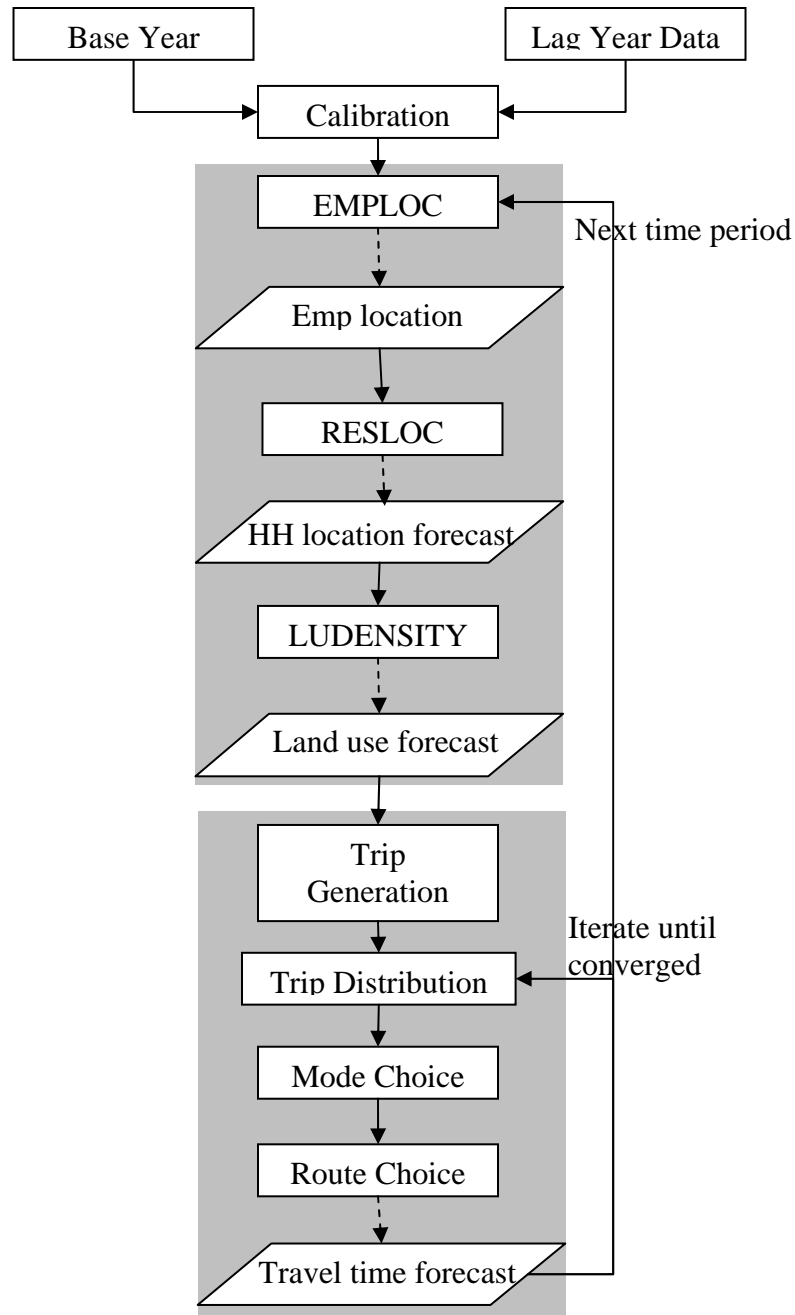 Base Year
Lag Year Data
Calibration
EMPLOC
Next time period
Emp location
RESLOC
HH location forecast
LUDENSITY
Land use forecast
Trip
Generation
Iterate until
converged
Trip Distribution
Mode Choice
Route Choice
Travel time forecast